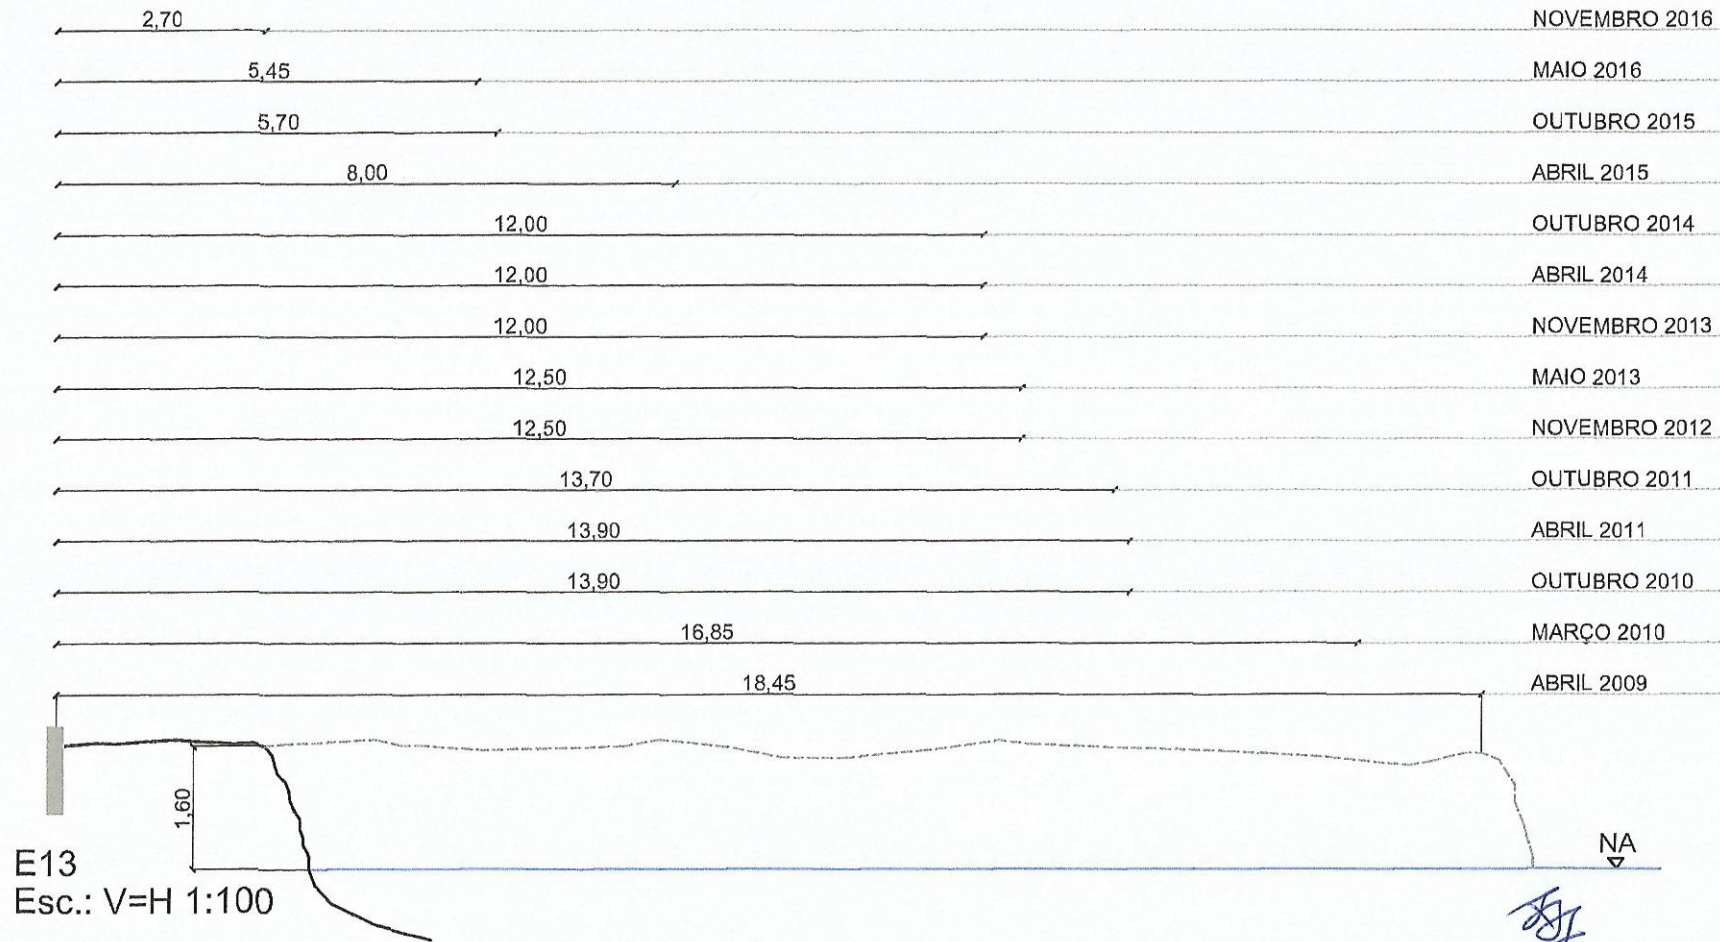 2,70 NOVEMBRO 2016
5,45 MAIO 2016
5,70 OUTUBRO 2015
8,00 ABRIL 2015
12,00 OUTUBRO 2014
12,00 ABRIL 2014
12,00 NOVEMBRO 2013
12,50 MAIO 2013
12,50 NOVEMBRO 2012
13,70 OUTUBRO 2011
13,90 ABRIL 2011
13,90 OUTUBRO 2010
16,85 MARÇO 2010
18,45 ABRIL 2009
1,60
NA
E13
Esc.: V=H 1:100